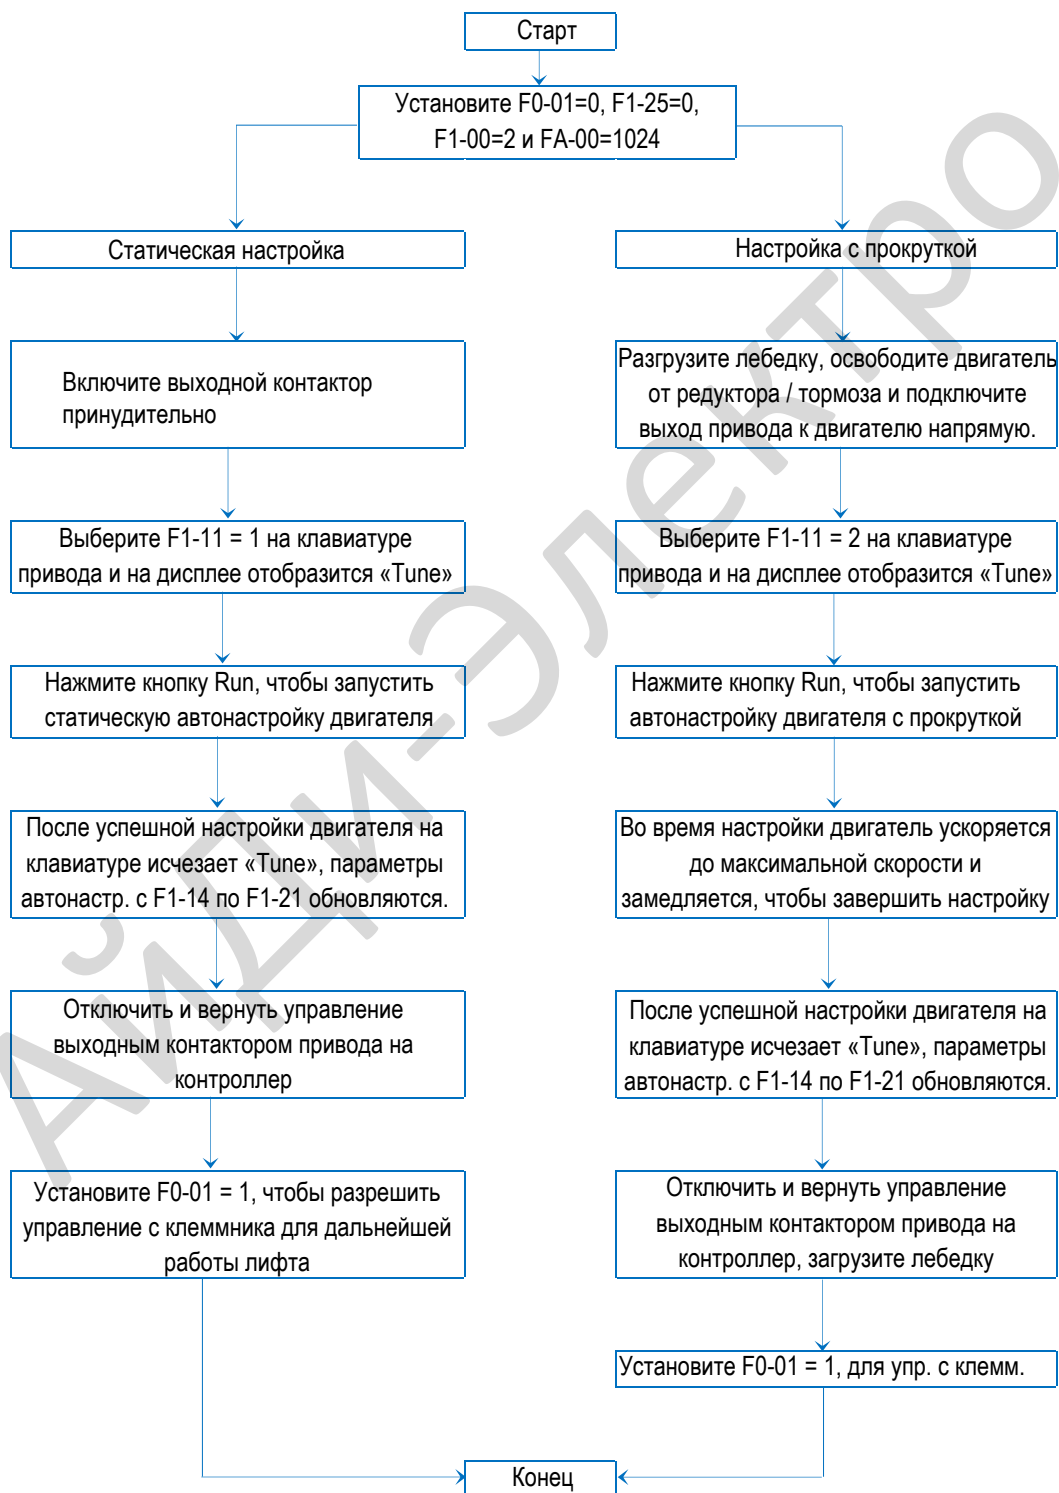 Старт
Установите F0-01=0, F1-25=0,
F1-00=2 и FA-00=1024
Статическая настройка
Включите выходной контактор
принудительно
Выберите F1-11 = 1 на клавиатуре
привода и на дисплее отобразится «Tune»
Нажмите кнопку Run, чтобы запустить
статическую автонастройку двигателя
После успешной настройки двигателя на
клавиатуре исчезает «Tune», параметры
автонастр. с F1-14 по F1-21 обновляются.
Отключить и вернуть управление
выходным контактором привода на
контроллер
Установите F0-01 = 1, чтобы разрешить
управление с клеммника для дальнейшей
работы лифта
Настройка с прокруткой
Разгрузите лебедку, освободите двигатель
от редуктора / тормоза и подключите
выход привода к двигателю напрямую.
Выберите F1-11 = 2 на клавиатуре
привода и на дисплее отобразится «Tune»
Нажмите кнопку Run, чтобы запустить
автонастройку двигателя с прокруткой
Во время настройки двигатель ускоряется
до максимальной скорости и
замедляется, чтобы завершить настройку
После успешной настройки двигателя на
клавиатуре исчезает «Tune», параметры
автонастр. с F1-14 по F1-21 обновляются.
Отключить и вернуть управление
выходным контактором привода на
контроллер, загрузите лебедку
Установите F0-01 = 1, для упр. с клемм.
Конец
АйДи-Электро